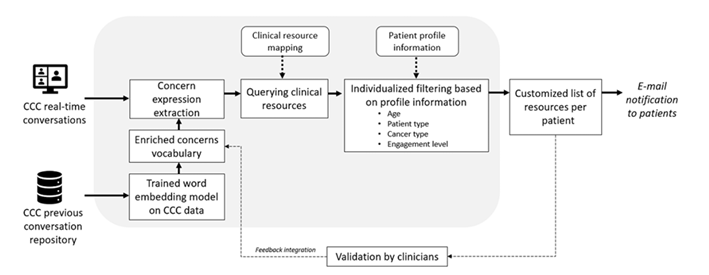 Clinical resource
mapping
Patient profile
information
CCC real-time
conversations
Concern
expression
extraction
Querying clinical
resources
Individualized filtering based
on profile information
• Age
• Patient type
• Cancer type
• Engagement level
Customized list of
resources per
patient
E-mail
notification
to patients
Enriched concerns
vocabulary
Trained word
embedding model
on CCC data
CCC previous
conversation
repository
Feedback integration
Validation by clinicians